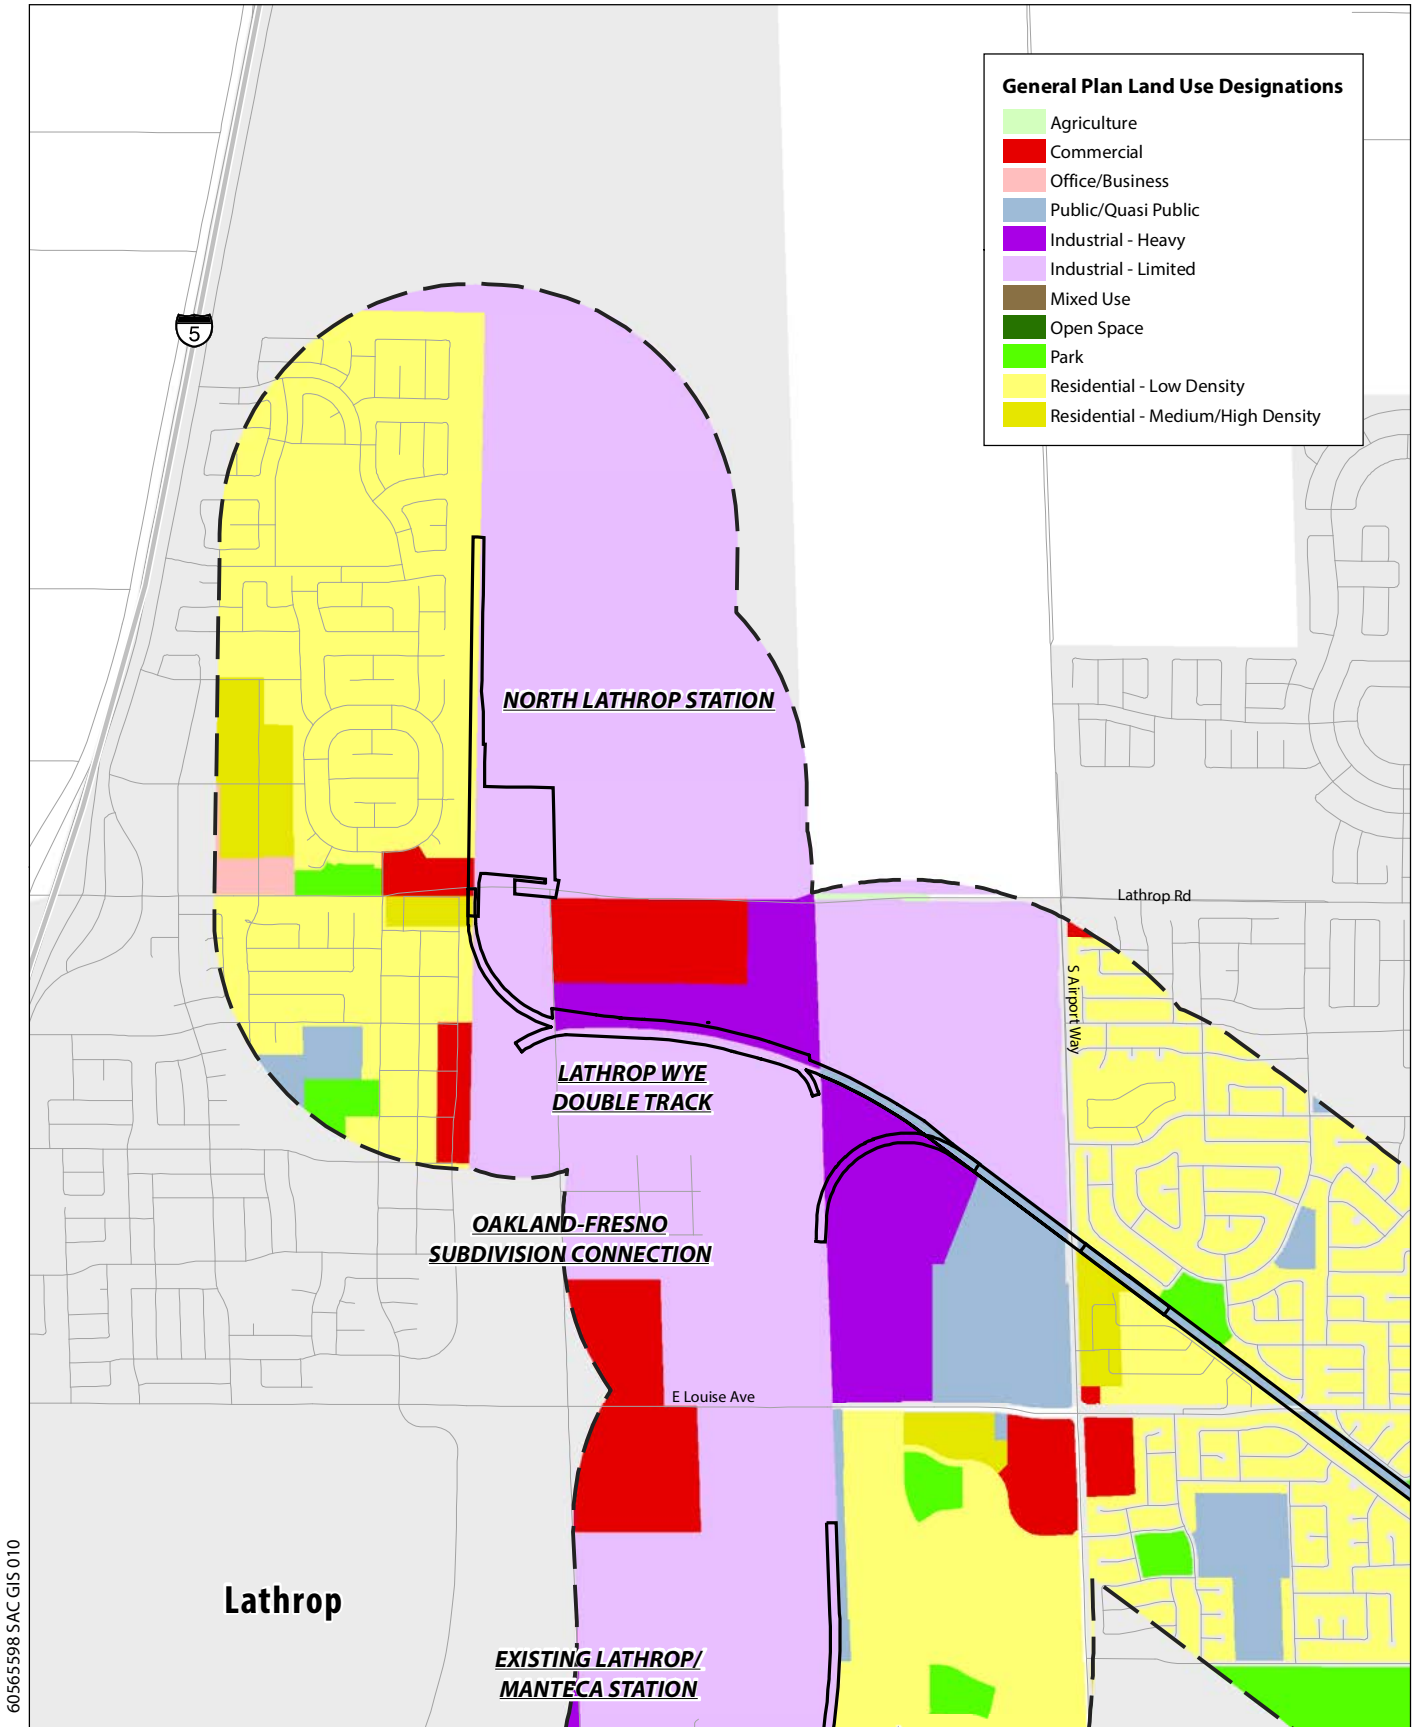 General Plan Land Use Designations
Agriculture
Commercial
Office/Business
Public/Quasi Public
Industrial - Heavy
Industrial - Limited
Mixed Use
Open Space
Park
Residential - Low Density
Residential - Medium/High Density
5
NORTH LATHROP STATION
Lathrop Rd
S Airport Way
LATHROP WYE
DOUBLE TRACK
OAKLAND-FRESNO
SUBDIVISION CONNECTION
E Louise Ave
Lathrop
EXISTING LATHROP/
MANTECA STATION
60565598 SAC GIS 010